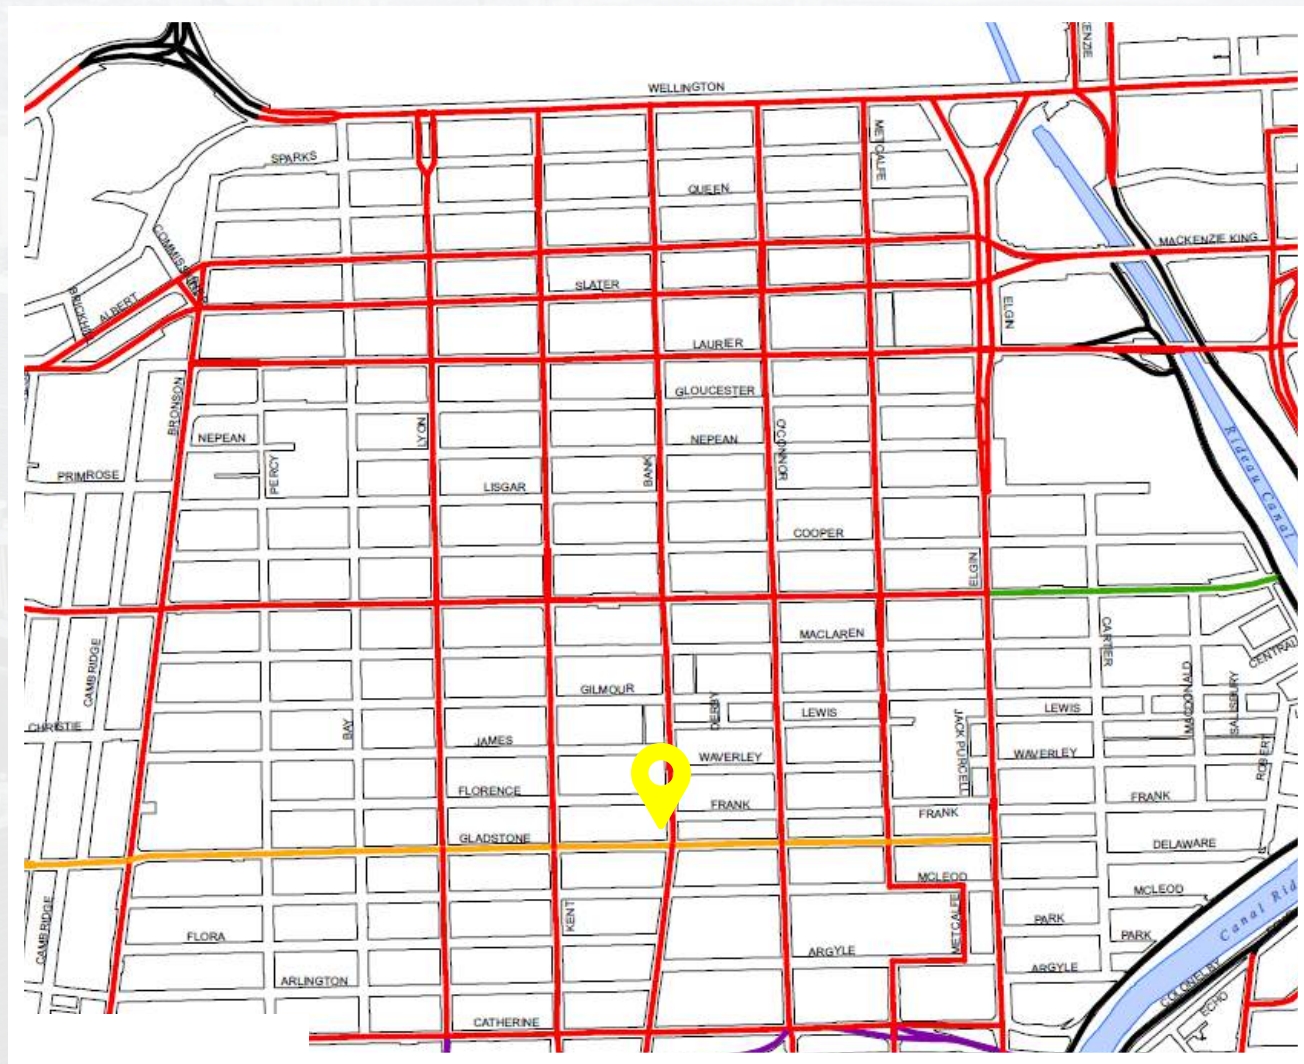 KENZIE
WELLINGTON
METCALFE
SPARKS
QUEEN
MACKENZIE KING
ALBERT
SLATER
ELGIN
LAURIER
BRONSON
GLOUCESTER
LYON
NEPEAN
NEPEAN
O'CONNOR
Rideau Canal
PRIMROSE
PERCY
LISGAR
BANK
COOPER
ELGIN
MACLAREN
CARTIER
CENTRAL
CAMBRIDGE
GILMOUR
DERBY
LEWIS
JACK PURCELL
LEWIS
MACDONALD
SALISBURY
CHRISTIE
BAY
JAMES
WAVERLEY
WAVERLEY
ROBERT
FLORENCE
FRANK
FRANK
FRANK
GLADSTONE
DELAWARE
MCLEOD
MCLEOD
CAMBRIDGE
FLORA
KENT
ARGYLE
METCALFE
PARK
PARK
Canal Rid
ARLINGTON
ARGYLE
COLONEL BY
ECHO
CATHERINE